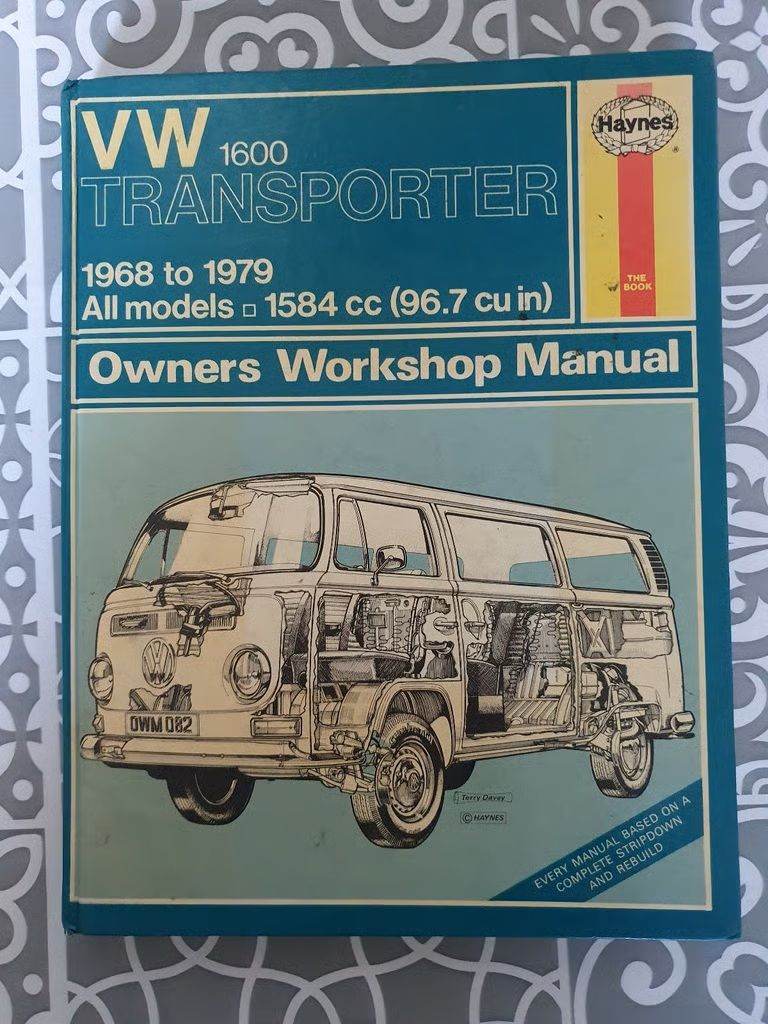 VW 1600
TRANSPORTER
1968 to 1979
All models □ 1584 cc (96.7 cu in)
Haynes
®
THE
BOOK
Owners Workshop Manual
OWM 082
Terry Davey
© HAYNES
EVERY MANUAL BASED ON A
COMPLETE STRIPDOWN
AND REBUILD